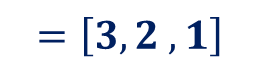 = [3, 2 , 1]